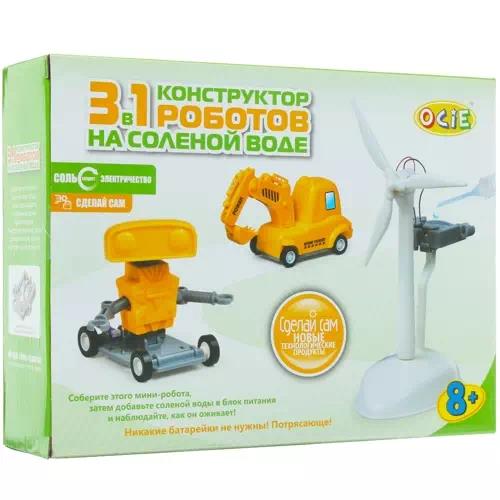 3 в 1 КОНСТРУКТОР
РОБОТОВ
НА СОЛЕНОЙ ВОДЕ
OCIE
СОЛЬ ЭЛЕКТРИЧЕСТВО
СДЕЛАЙ САМ
Сделай сам
НОВЫЕ
ТЕХНОЛОГИЧЕСКИЕ
ПРОДУКТЫ
Соберите этого мини-робота,
затем добавьте соленой воды в блок питания
и наблюдайте, как он оживает!
Никакие батарейки не нужны! Потрясающе!
8+